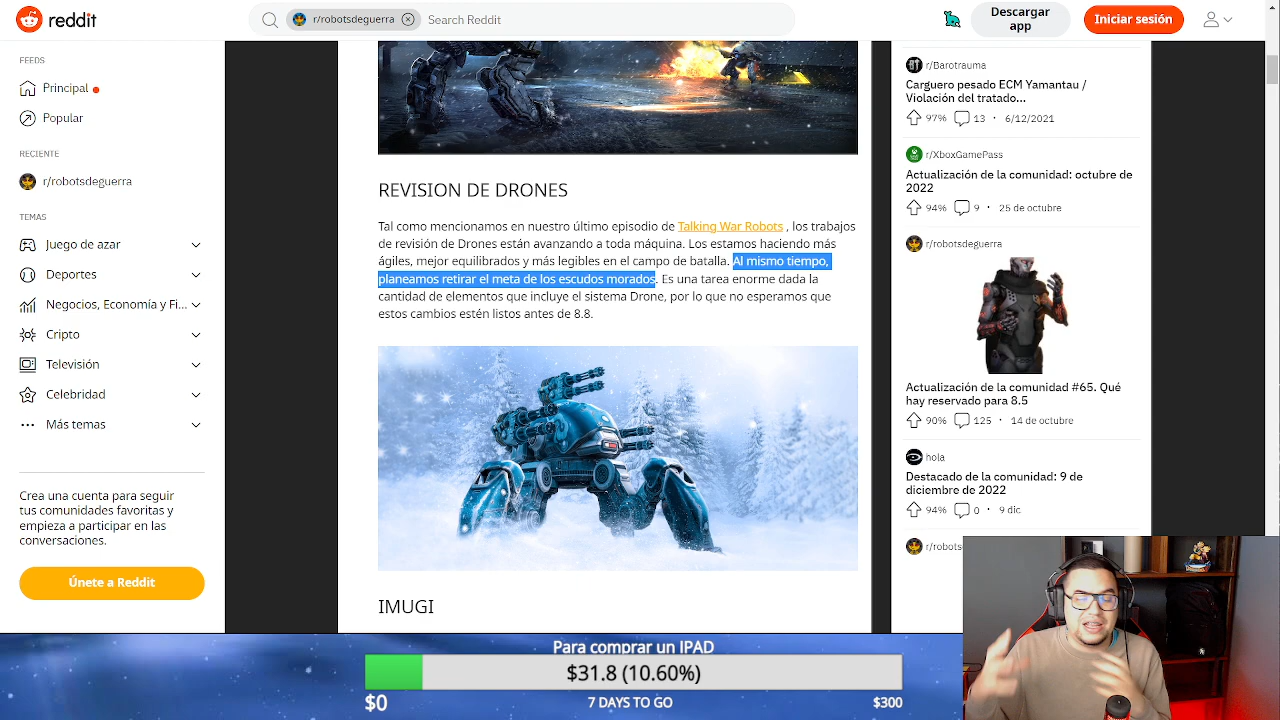 reddit
r/robotsdeguerra
Search Reddit
Descargar
app
Iniciar sesión
FEEDS
Principal
Popular
RECIENTE
r/robotsdeguerra
TEMAS
Juego de azar
Deportes
Negocios, Economía y Fi...
Cripto
Televisión
Celebridad
Más temas
Crea una cuenta para seguir
tus comunidades favoritas y
empieza a participar en las
conversaciones.
Únete a Reddit
REVISION DE DRONES
Tal como mencionamos en nuestro último episodio de Talking War Robots , los trabajos
de revisión de Drones están avanzando a toda máquina. Los estamos haciendo más
ágiles, mejor equilibrados y más legibles en el campo de batalla. Al mismo tiempo,
planeamos retirar el meta de los escudos morados. Es una tarea enorme dada la
cantidad de elementos que incluye el sistema Drone, por lo que no esperamos que
estos cambios estén listos antes de 8.8.
IMUGI
r/Barotrauma
Carguero pesado ECM Yamantau /
Violación del tratado...
97% 13 · 6/12/2021
r/XboxGamePass
Actualización de la comunidad: octubre de
2022
94% 9 · 25 de octubre
r/robotsdeguerra
Actualización de la comunidad #65. Qué
hay reservado para 8.5
90% 125 · 14 de octubre
hola
Destacado de la comunidad: 9 de
diciembre de 2022
94% 0 · 9 dic
r/robots
Para comprar un IPAD
$31.8 (10.60%)
$0
7 DAYS TO GO
$300